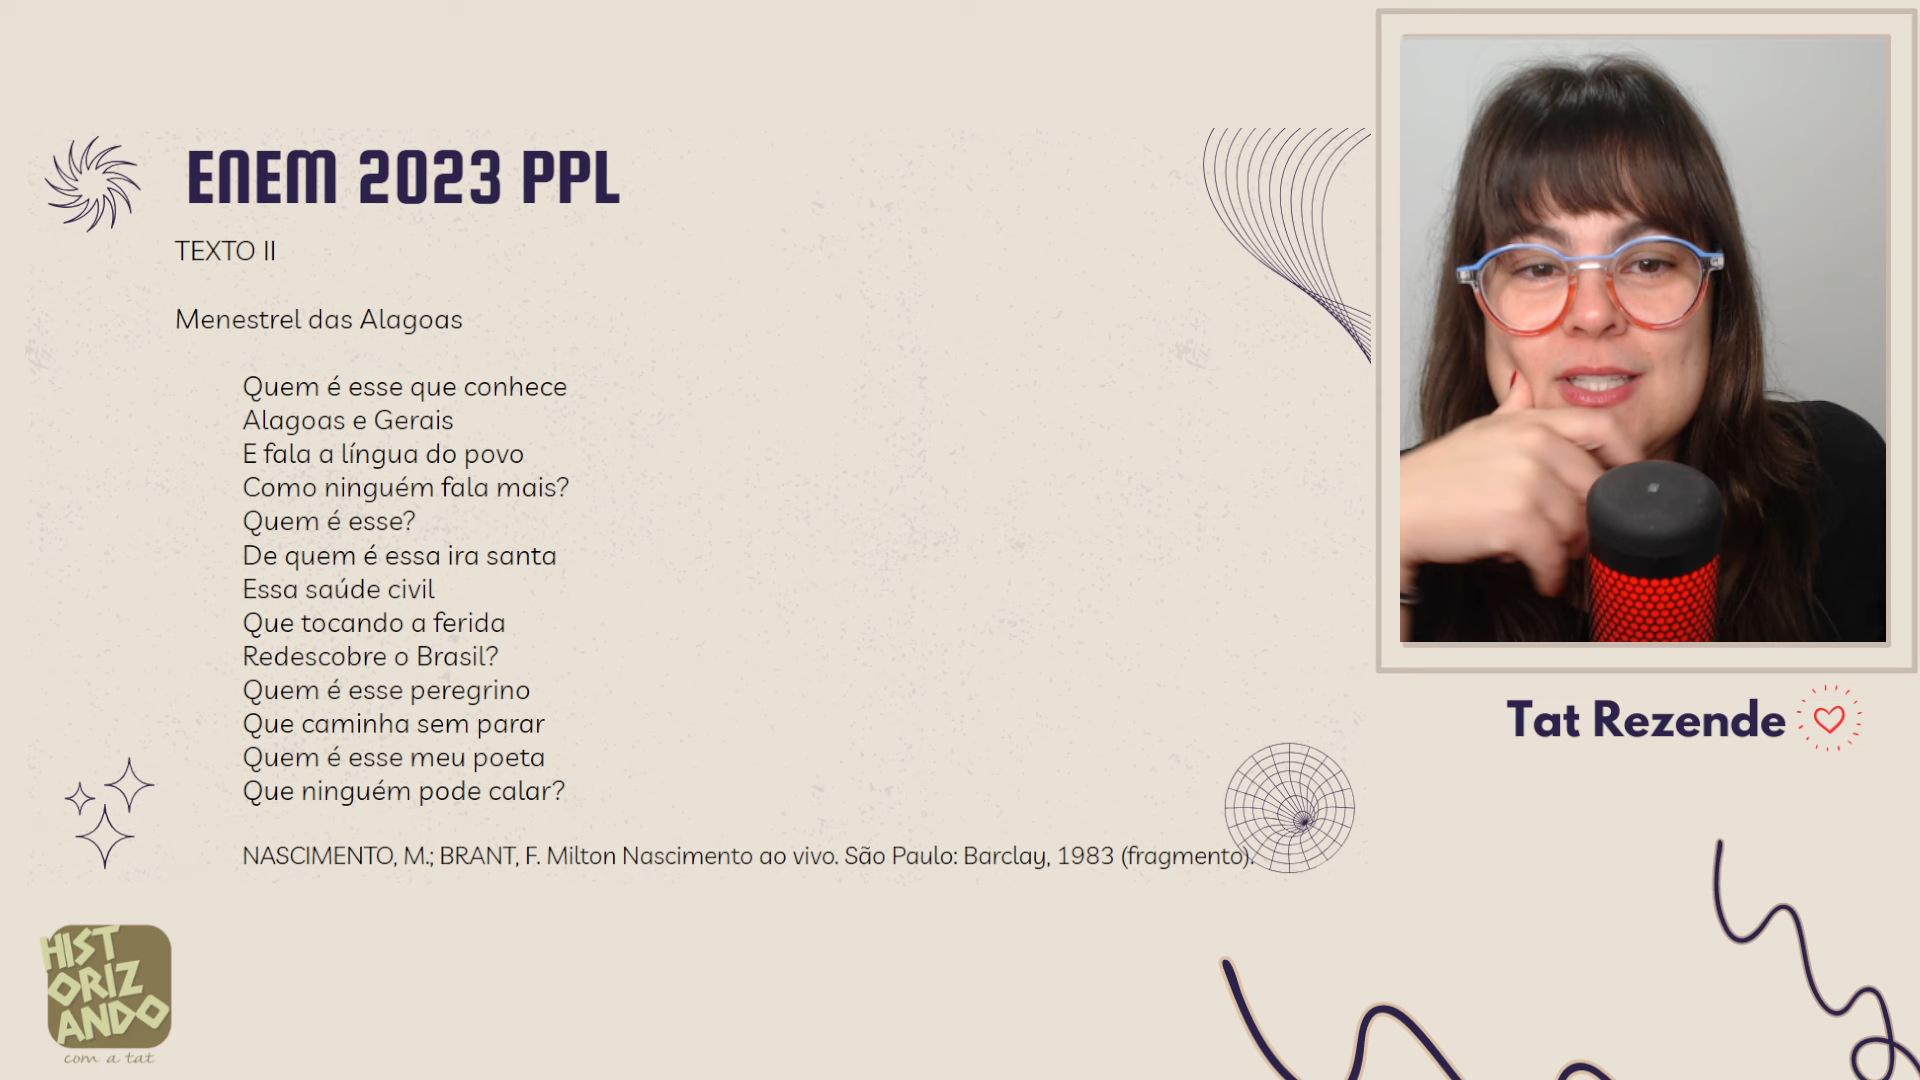 ENEM 2023 PPL
TEXTO II
Menestrel das Alagoas
Quem é esse que conhece
Alagoas e Gerais
E fala a língua do povo
Como ninguém fala mais?
Quem é esse?
De quem é essa ira santa
Essa saúde civil
Que tocando a ferida
Redescobre o Brasil?
Quem é esse peregrino
Que caminha sem parar
Quem é esse meu poeta
Que ninguém pode calar?
NASCIMENTO, M.; BRANT, F. Milton Nascimento ao vivo. São Paulo: Barclay, 1983 (fragmento).
Tat Rezende
HIST
ORIZ
ANDO
com a tat